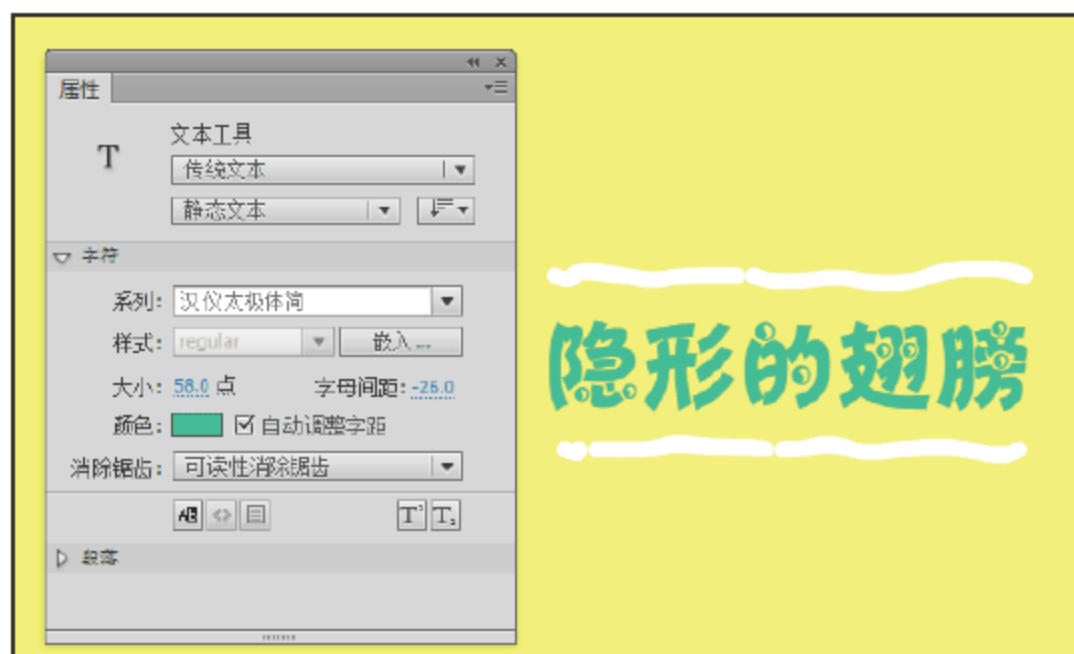 属性
文本工具
T
传统文本
静态文本
字符
系列: 汉仪太极体简
样式: regular 嵌入...
大小: 58.0 点 字母间距: -26.0
颜色: 自动调整字距
消除锯齿: 可读性消除锯齿
段落
隐形的翅膀